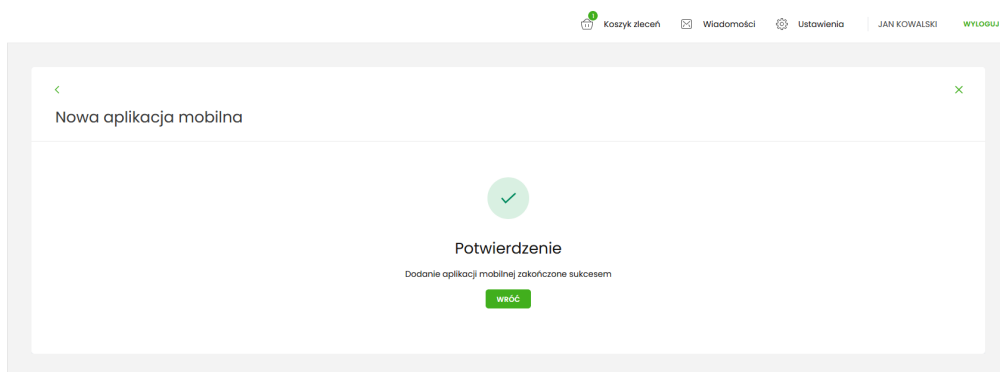 1
Koszyk zleceń Wiadomości Ustawienia JAN KOWALSKI WYLOGUJ
Nowa aplikacja mobilna
Potwierdzenie
Dodanie aplikacji mobilnej zakończone sukcesem
WRÓĆ